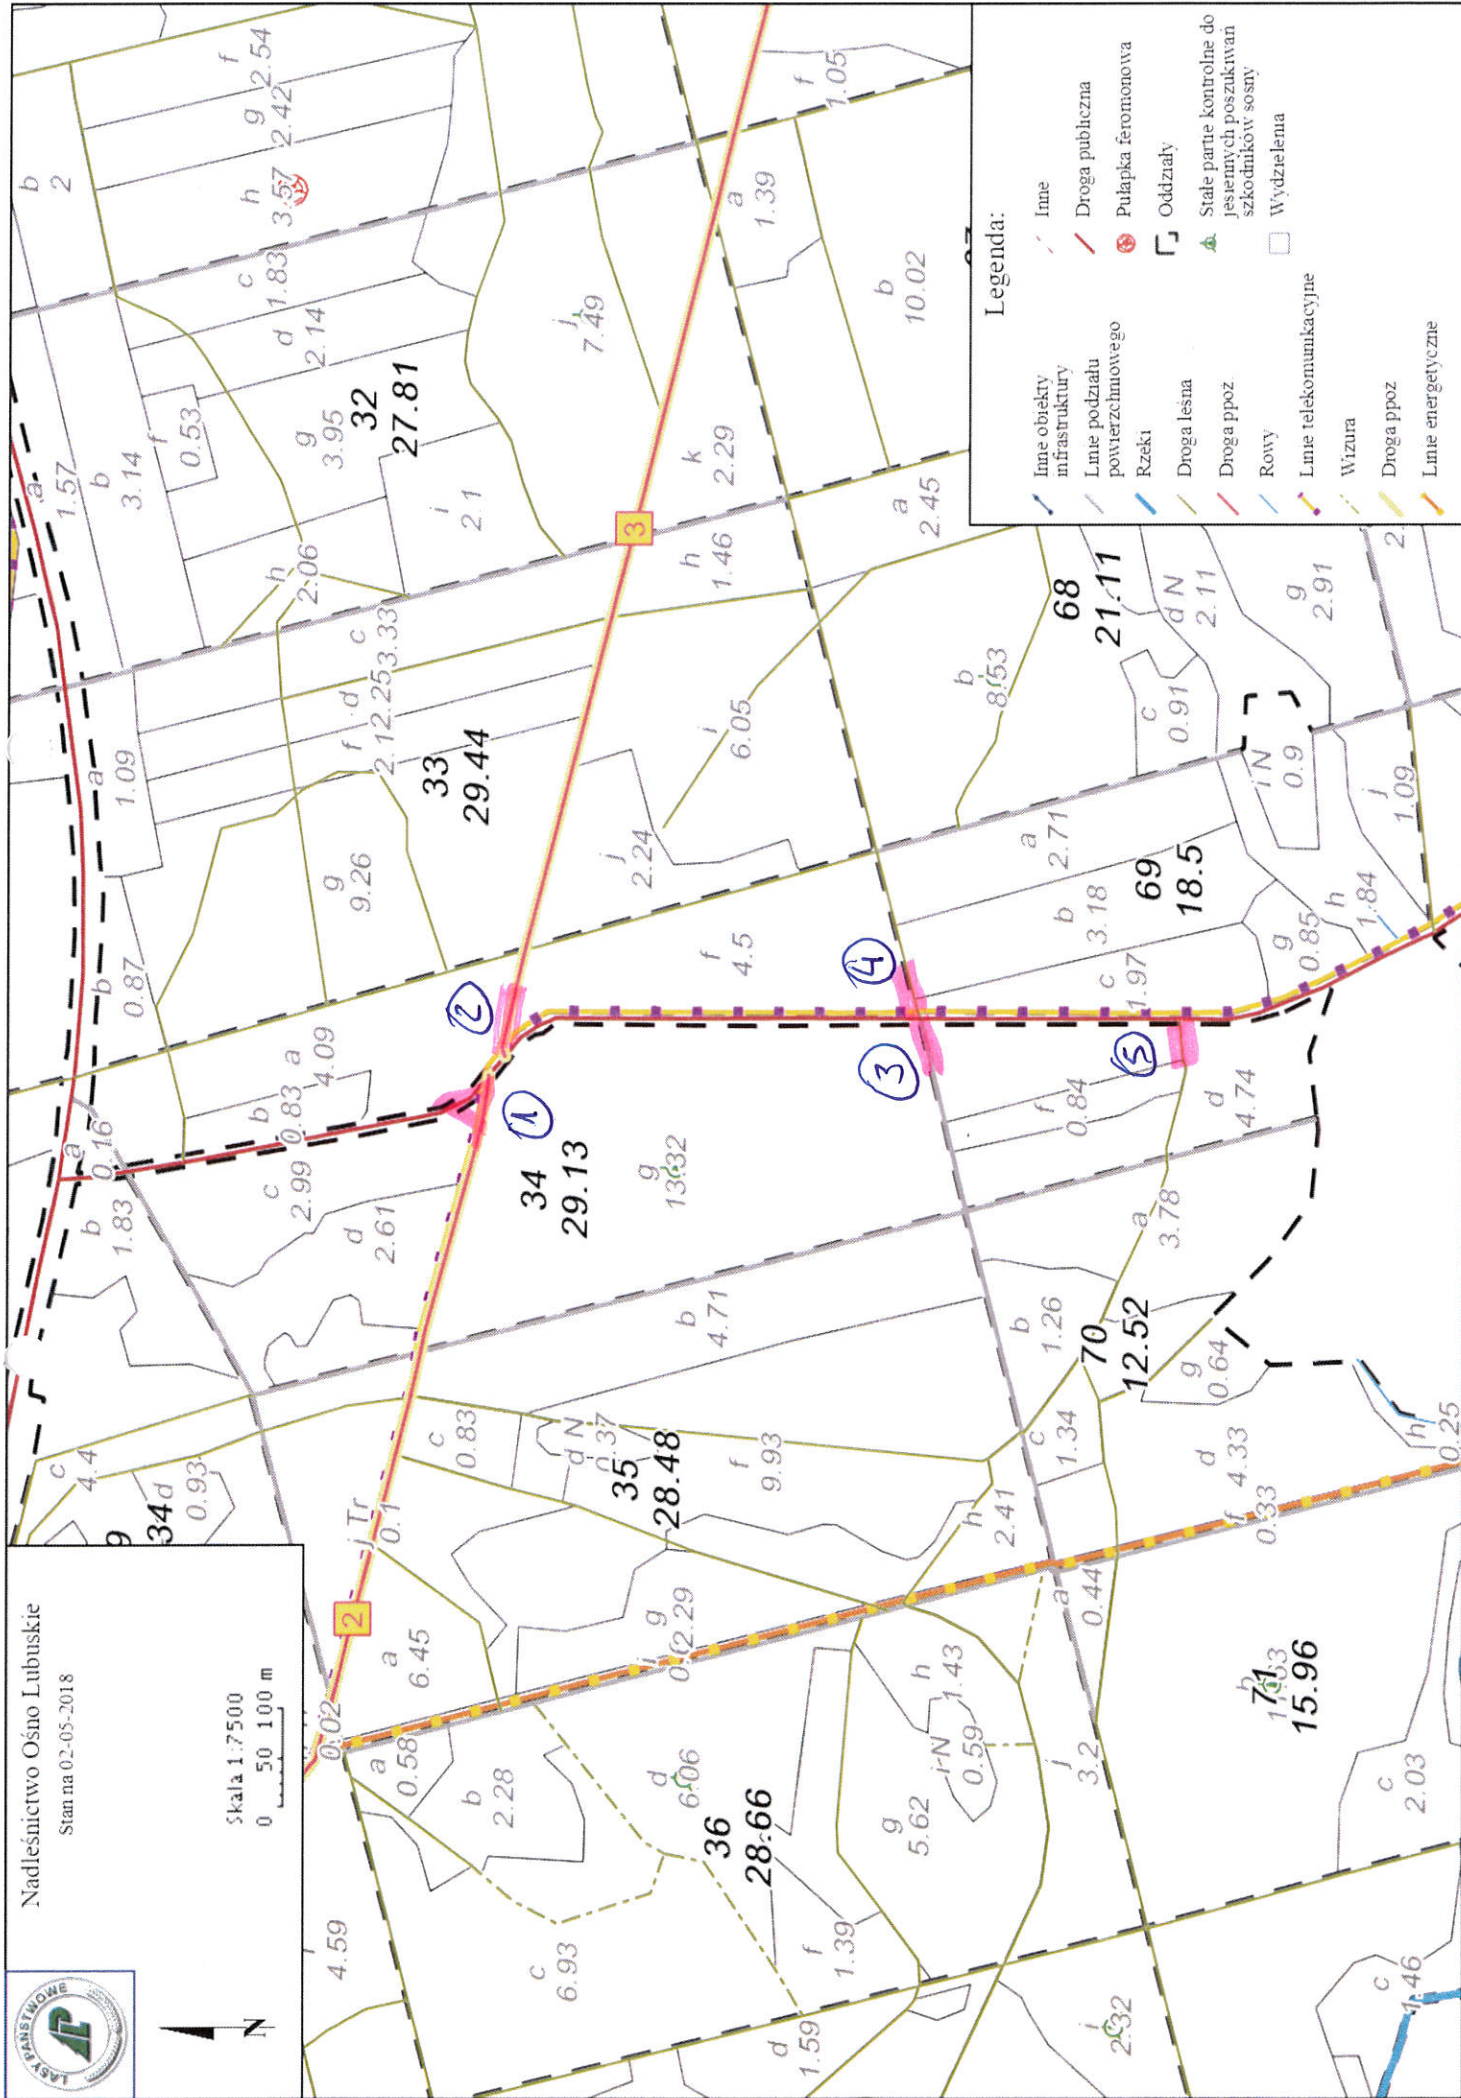 LASY PAŃSTWOWE
LP
Nadleśnictwo Ośno Lubuskie
Stan na 02-05-2018
N
Skala 1:7500
0 50 100 m
Legenda:
Inne obiekty infrastruktury
Linie podziału powierzchniowego
Rzeki
Droga leśna
Droga ppoż
Rowy
Linie telekomunikacyjne
Wizura
Droga ppoż
Linie energetyczne
Inne
Droga publiczna
Pułapka feromonowa
Oddziały
Stałe partie kontrolne do
jesiennych poszukiwań
szkodników sosny
Wydzielenia
4.59
c
6.93
d
1.59
f
1.39
i
2.32
c
1.46
c
2.03
0.02
a
0.58
b
2.28
d
6.06
36
28.66
g
5.62
i-N
0.59
h
1.43
j
3.2
71
15.96
2
a
6.45
j Tr
0.1
g
2.29
a
0.44
f
0.33
34
d
0.93
c
4.4
c
0.83
d N
35
28.48
f
9.93
h
2.41
c
1.34
d
4.33
h
0.25
b
4.71
b
1.26
70
12.52
g
0.64
b
1.83
a
0.16
c
2.99
d
2.61
34
29.13
g
13.32
a
3.78
b
0.83
a
4.09
f
0.84
d
4.74
1
2
3
4
5
b
0.87
f
4.5
c
1.97
b
3.18
a
2.71
69
18.5
g
0.85
h
1.84
a
1.09
g
9.26
33
29.44
j
2.24
i
6.05
f
2.1
d
2.25
c
3.33
h
1.46
b
8.53
c
0.91
i N
0.9
j
1.09
68
21.11
d N
2.11
g
2.91
a
2.45
3
a
1.57
b
3.14
f
0.53
h
2.06
g
3.95
32
27.81
i
2.1
k
2.29
d
2.14
c
1.83
j
7.49
b
10.02
a
1.39
b
2
h
3.57
g
2.42
f
2.54
f
1.05